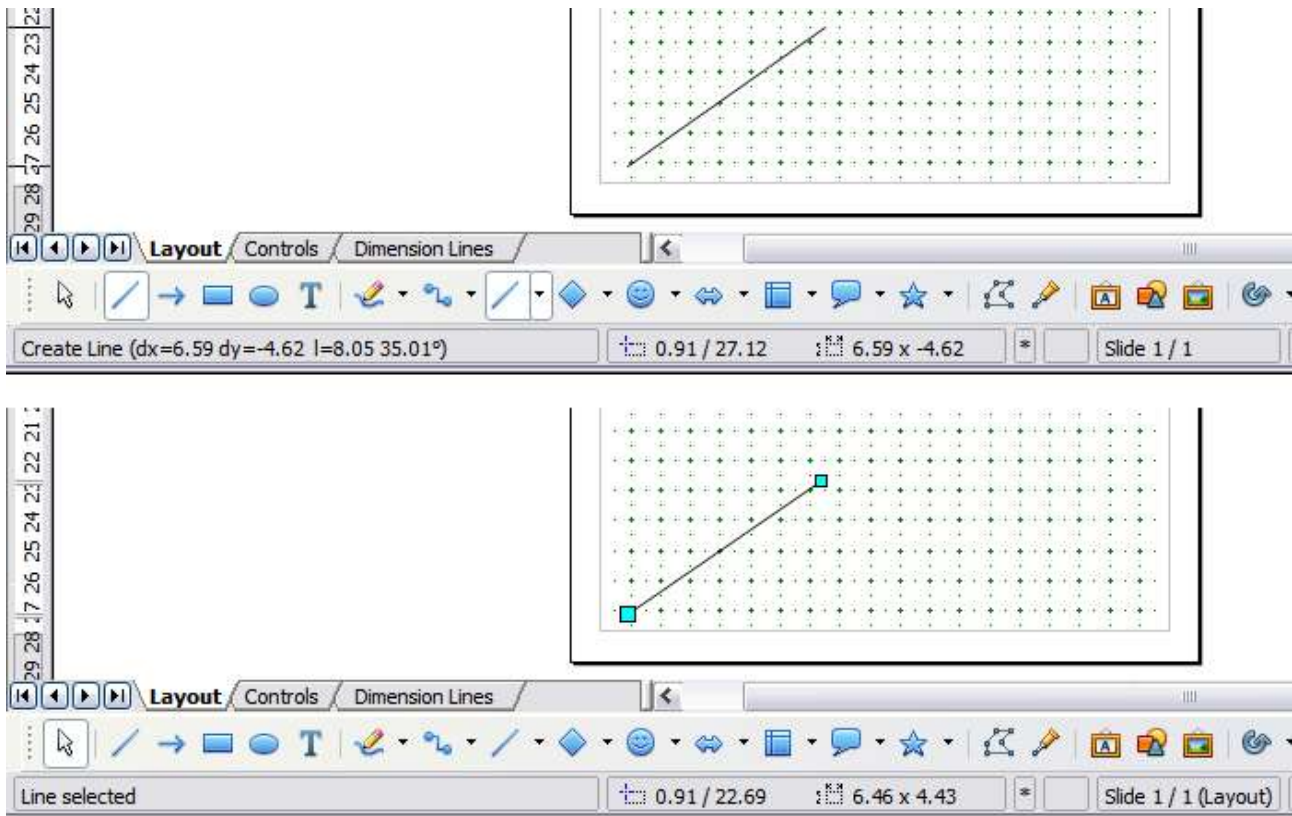 22
23
24
25
26
28
29
Layout Controls Dimension Lines
T A
Create Line (dx=6.59 dy=-4.62 l=8.05 35.01°) 0.91 / 27.12 6.59 x -4.62 * Slide 1 / 1
21
22
24
25
26
28
29
Layout Controls Dimension Lines
T A
Line selected 0.91 / 22.69 6.46 x 4.43 * Slide 1 / 1 (Layout)